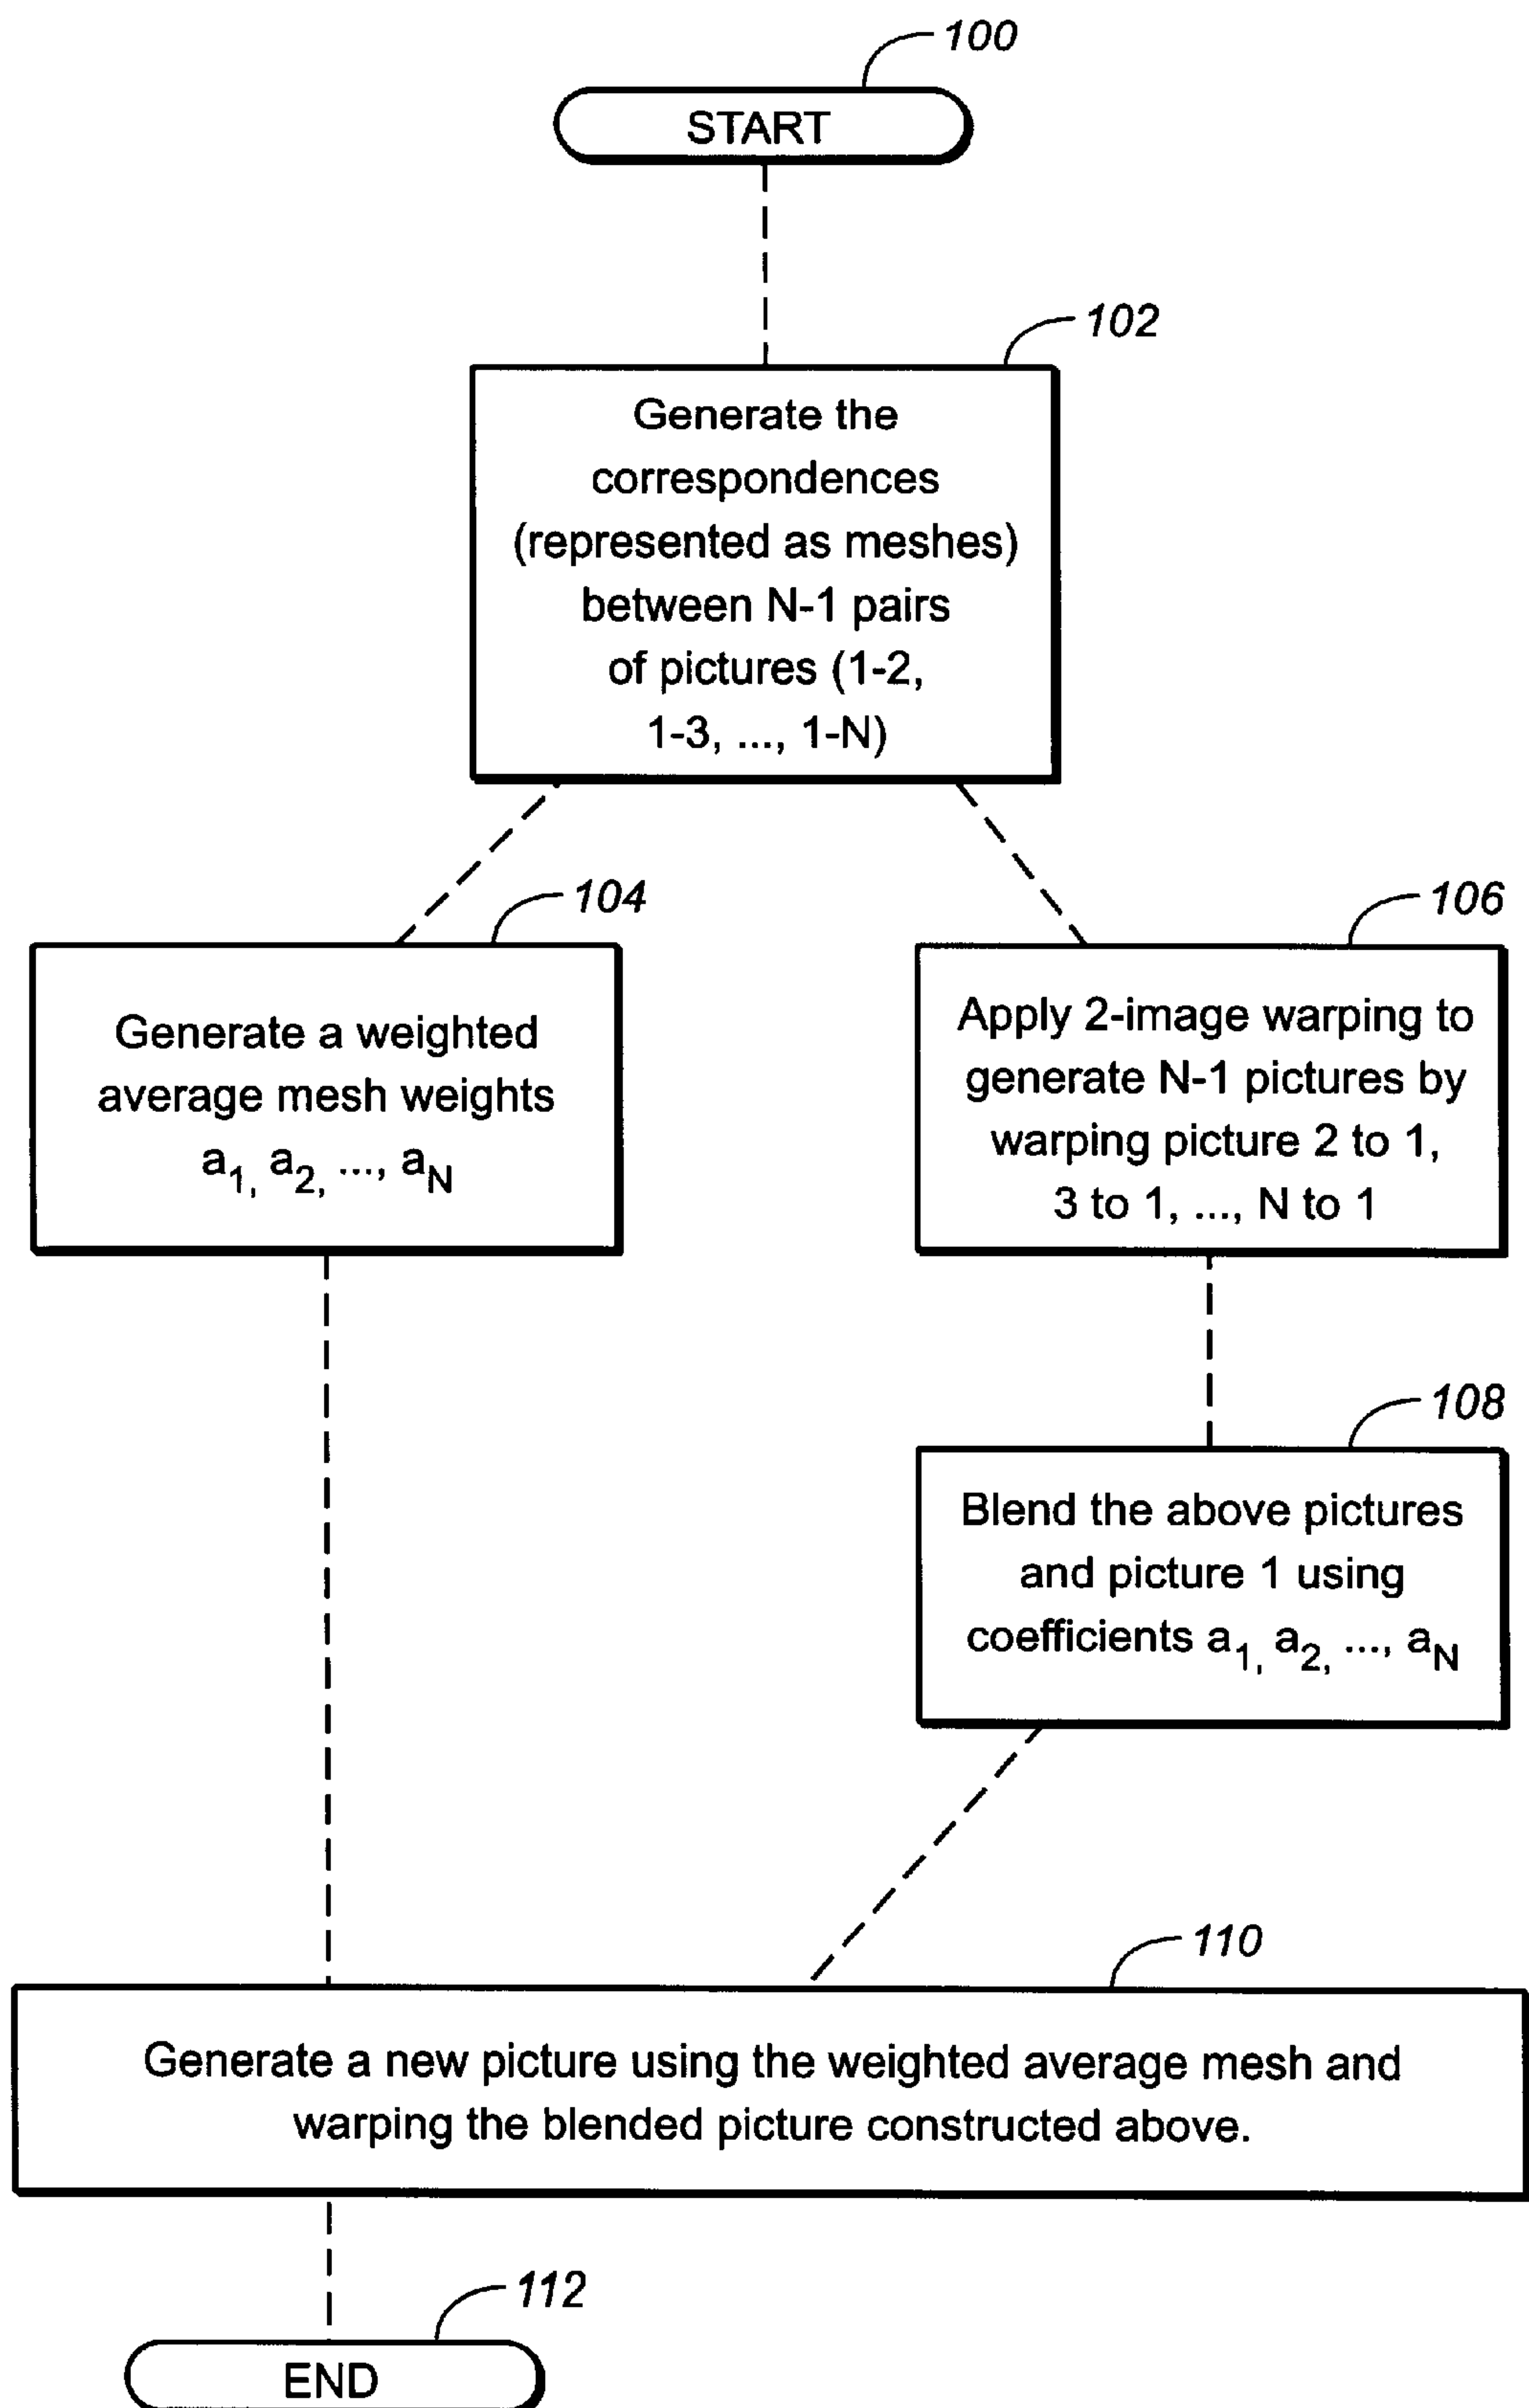 100
START
102
Generate the
correspondences
(represented as meshes)
between N-1 pairs
of pictures (1-2,
1-3, ..., 1-N)
104
Generate a weighted
average mesh weights
a1, a2, ..., aN
106
Apply 2-image warping to
generate N-1 pictures by
warping picture 2 to 1,
3 to 1, ..., N to 1
108
Blend the above pictures
and picture 1 using
coefficients a1, a2, ..., aN
110
Generate a new picture using the weighted average mesh and
warping the blended picture constructed above.
112
END